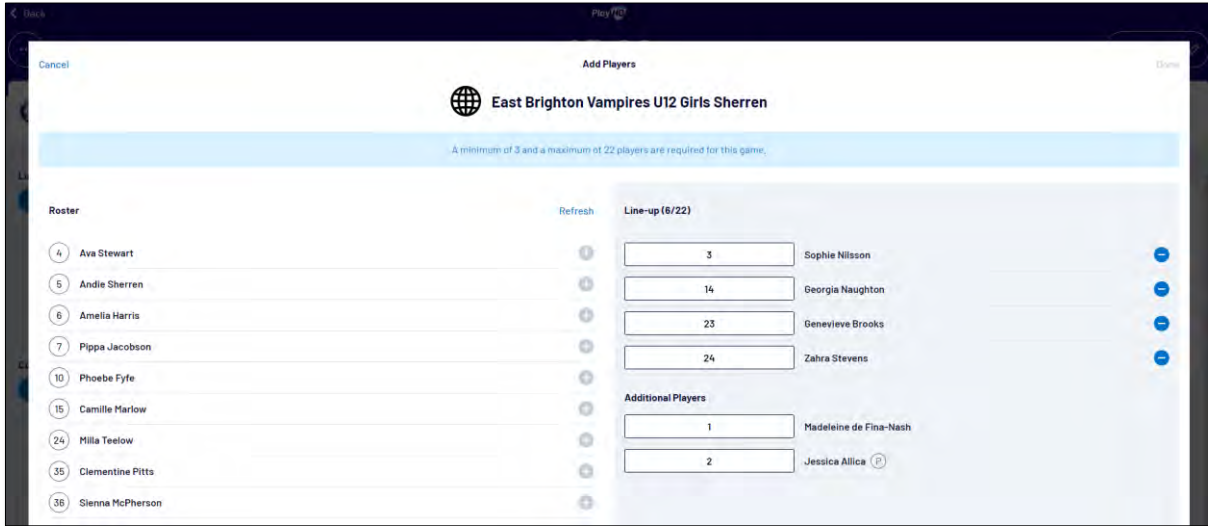 Back
PlayHQ
Cancel
Add Players
Done
East Brighton Vampires U12 Girls Sherren
A minimum of 3 and a maximum of 22 players are required for this game.
Roster
Refresh
4 Ava Stewart
5 Andie Sherren
6 Amelia Harris
7 Pippa Jacobson
10 Phoebe Fyfe
15 Camille Marlow
24 Milla Teelow
35 Clementine Pitts
36 Sienna McPherson
Line-up (6/22)
3 Sophie Nilsson
14 Georgia Naughton
23 Genevieve Brooks
24 Zahra Stevens
Additional Players
1 Madeleine de Fina-Nash
2 Jessica Allica P